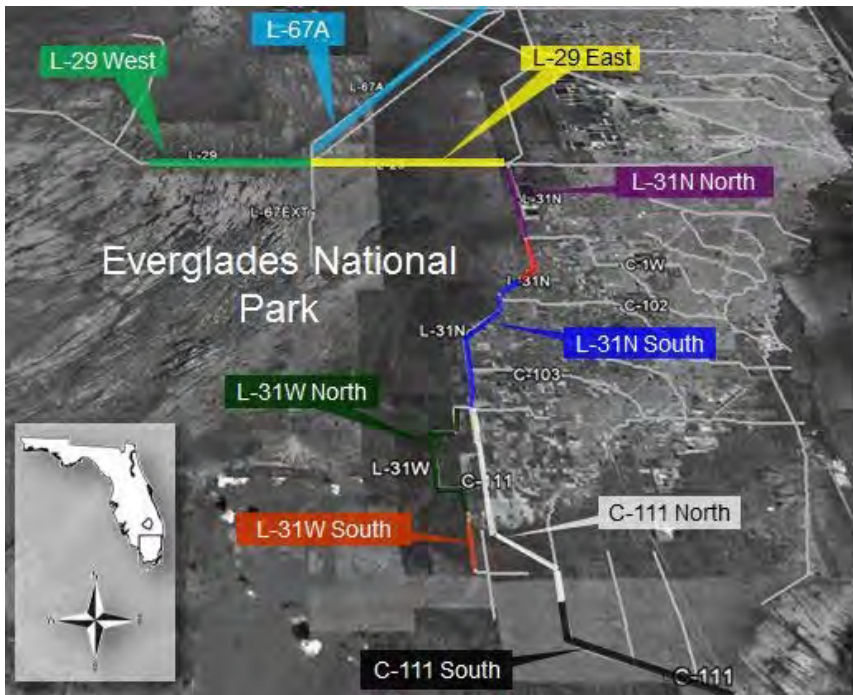 L-67A
L-29 West
L-29 East
L-67A
L-29
L-31N North
L-31N
L-67EXT
Everglades National
Park
C-1W
L-31N
C-102
L-31N
L-31N South
C-103
L-31W North
L-31W
C-111
C-111 North
L-31W South
N
W
E
S
C-111 South
C-111